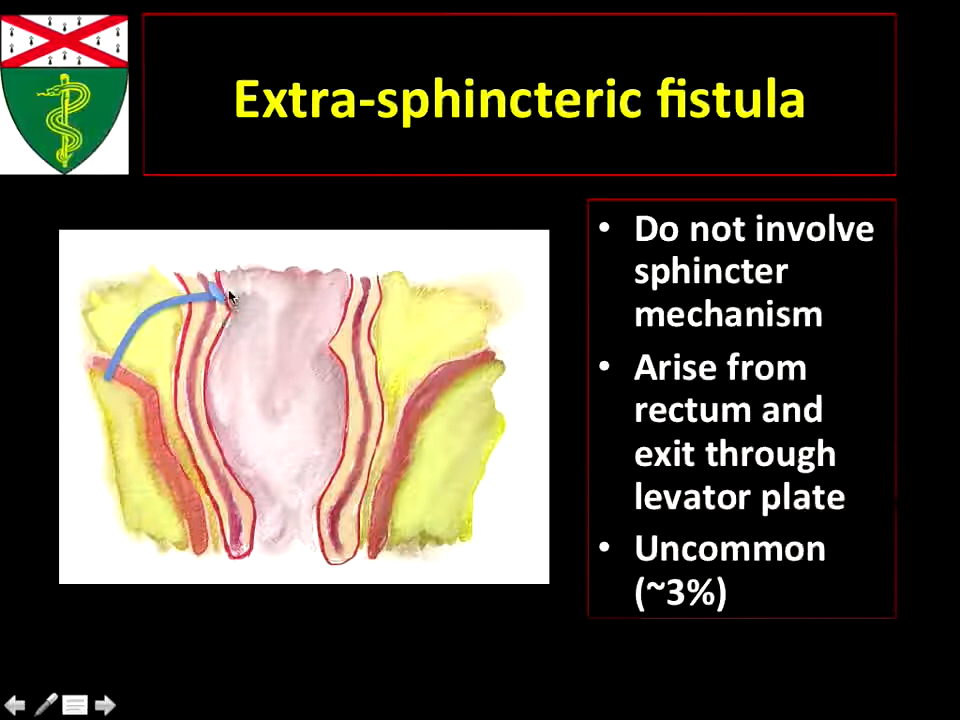 Extra-sphincteric fistula
• Do not involve
sphincter
mechanism
• Arise from
rectum and
exit through
levator plate
• Uncommon
(~3%)